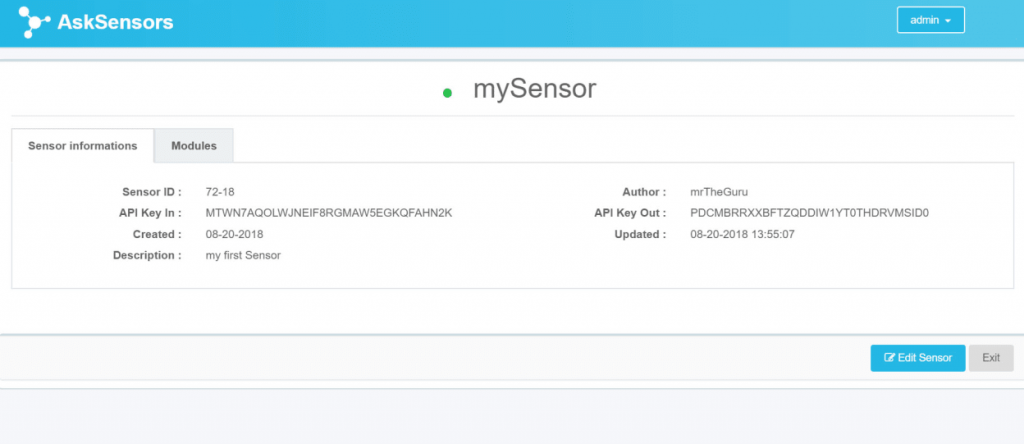 AskSensors
admin
mySensor
Sensor informations Modules
Sensor ID : 72-18 Author : mrTheGuru
API Key In : MTWN7AQOLWJNEIF8RGMAW5EGKQFAHN2K API Key Out : PDCMBRRXXBFTZQDDIW1YT0THDRVMSID0
Created : 08-20-2018 Updated : 08-20-2018 13:55:07
Description : my first Sensor
Edit Sensor Exit